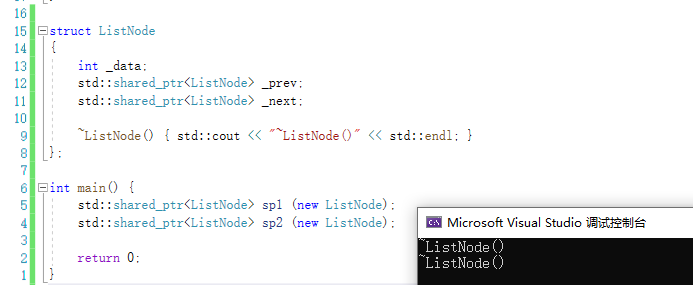 16
15 struct ListNode
14 {
13 int _data;
12 std::shared_ptr<ListNode> _prev;
11 std::shared_ptr<ListNode> _next;
10
9 ~ListNode() { std::cout << "~ListNode()" << std::endl; }
8 };
7
6 int main() {
5 std::shared_ptr<ListNode> sp1 (new ListNode);
4 std::shared_ptr<ListNode> sp2 (new ListNode);
3
2 return 0;
1 }
Microsoft Visual Studio 调试控制台
~ListNode()
~ListNode()